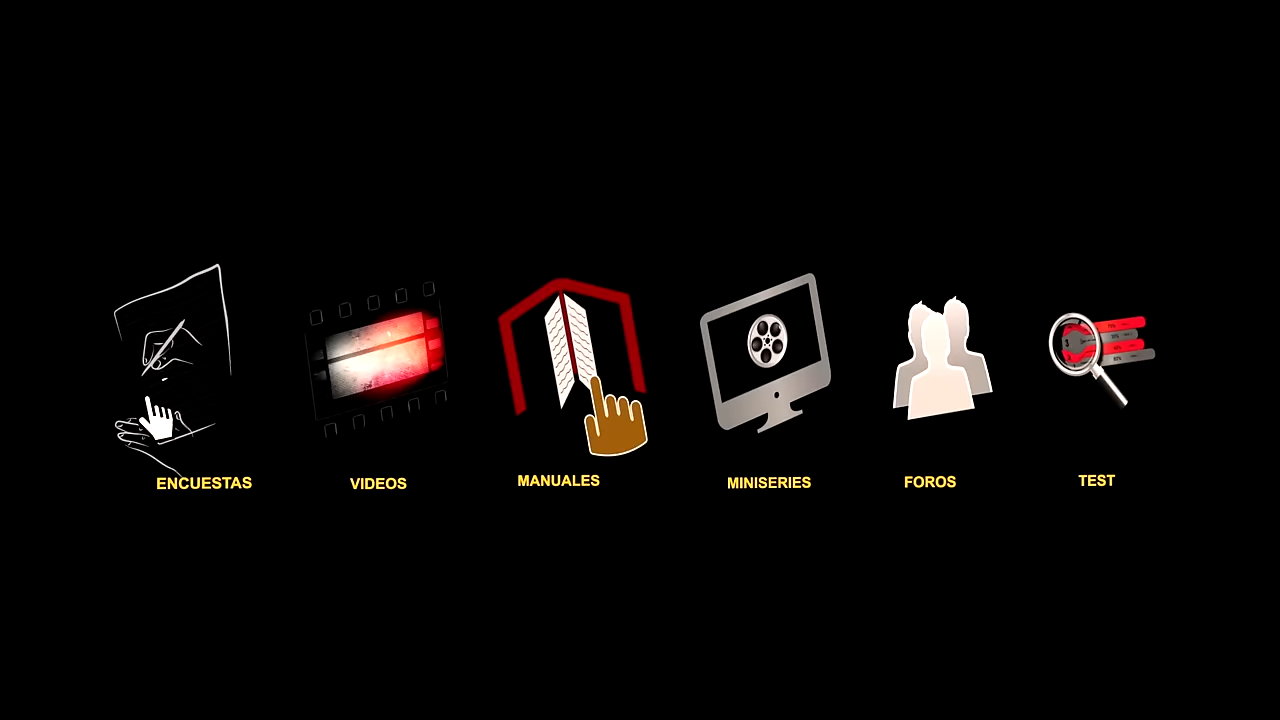 ENCUESTAS
VIDEOS
MANUALES
MINISERIES
FOROS
TEST